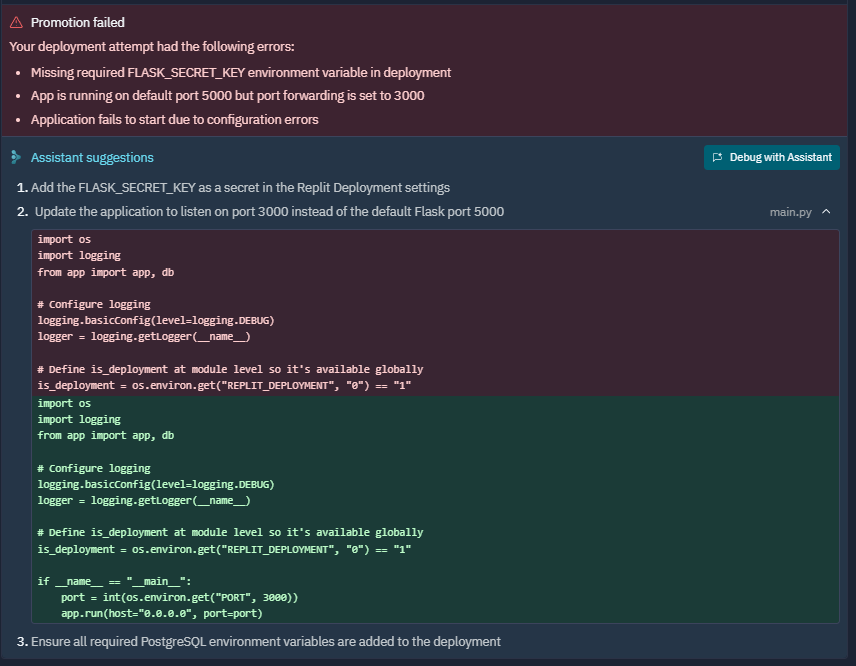 Promotion failed
Your deployment attempt had the following errors:
• Missing required FLASK_SECRET_KEY environment variable in deployment
• App is running on default port 5000 but port forwarding is set to 3000
• Application fails to start due to configuration errors
Assistant suggestions
Debug with Assistant
1. Add the FLASK_SECRET_KEY as a secret in the Replit Deployment settings
2. Update the application to listen on port 3000 instead of the default Flask port 5000
main.py
import os
import logging
from app import app, db

# Configure logging
logging.basicConfig(level=logging.DEBUG)
logger = logging.getLogger(__name__)

# Define is_deployment at module level so it's available globally
is_deployment = os.environ.get("REPLIT_DEPLOYMENT", "0") == "1"
import os
import logging
from app import app, db

# Configure logging
logging.basicConfig(level=logging.DEBUG)
logger = logging.getLogger(__name__)

# Define is_deployment at module level so it's available globally
is_deployment = os.environ.get("REPLIT_DEPLOYMENT", "0") == "1"

if __name__ == "__main__":
    port = int(os.environ.get("PORT", 3000))
    app.run(host="0.0.0.0", port=port)
3. Ensure all required PostgreSQL environment variables are added to the deployment